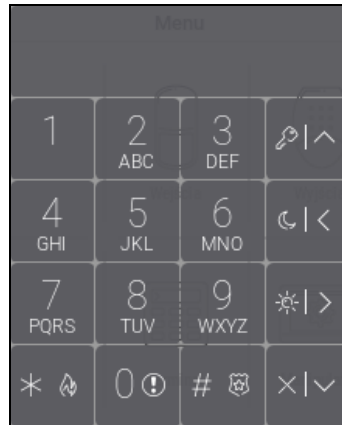 Menu
1 2 3
ABC DEF
4 5 6
GHI JKL MNO
7 8 9
PQRS TUV WXYZ
* 0 #